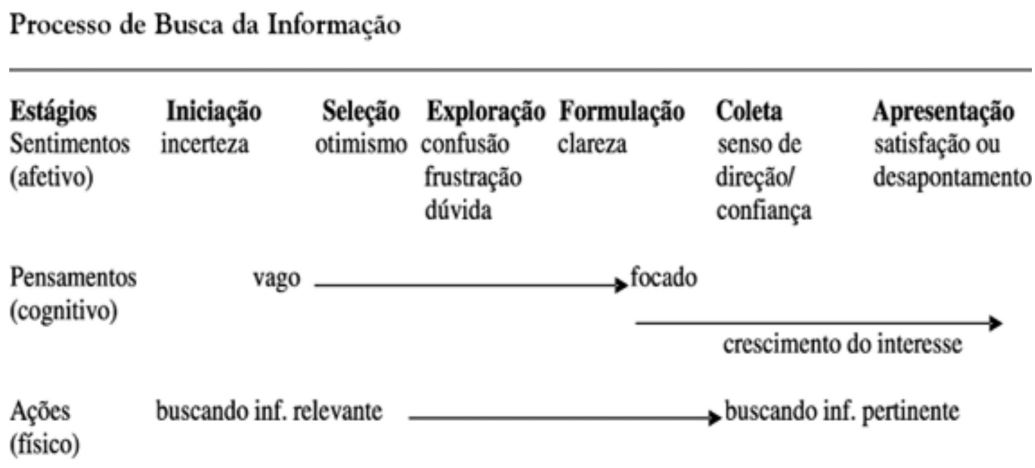 Processo de Busca da Informação
Estágios Iniciação Seleção Exploração Formulação Coleta Apresentação
Sentimentos incerteza otimismo confusão clareza senso de satisfação ou
(afetivo) frustração direção/ desapontamento
dúvida confiança
Pensamentos vago focado
(cognitivo)
crescimento do interesse
Ações buscando inf. relevante buscando inf. pertinente
(físico)